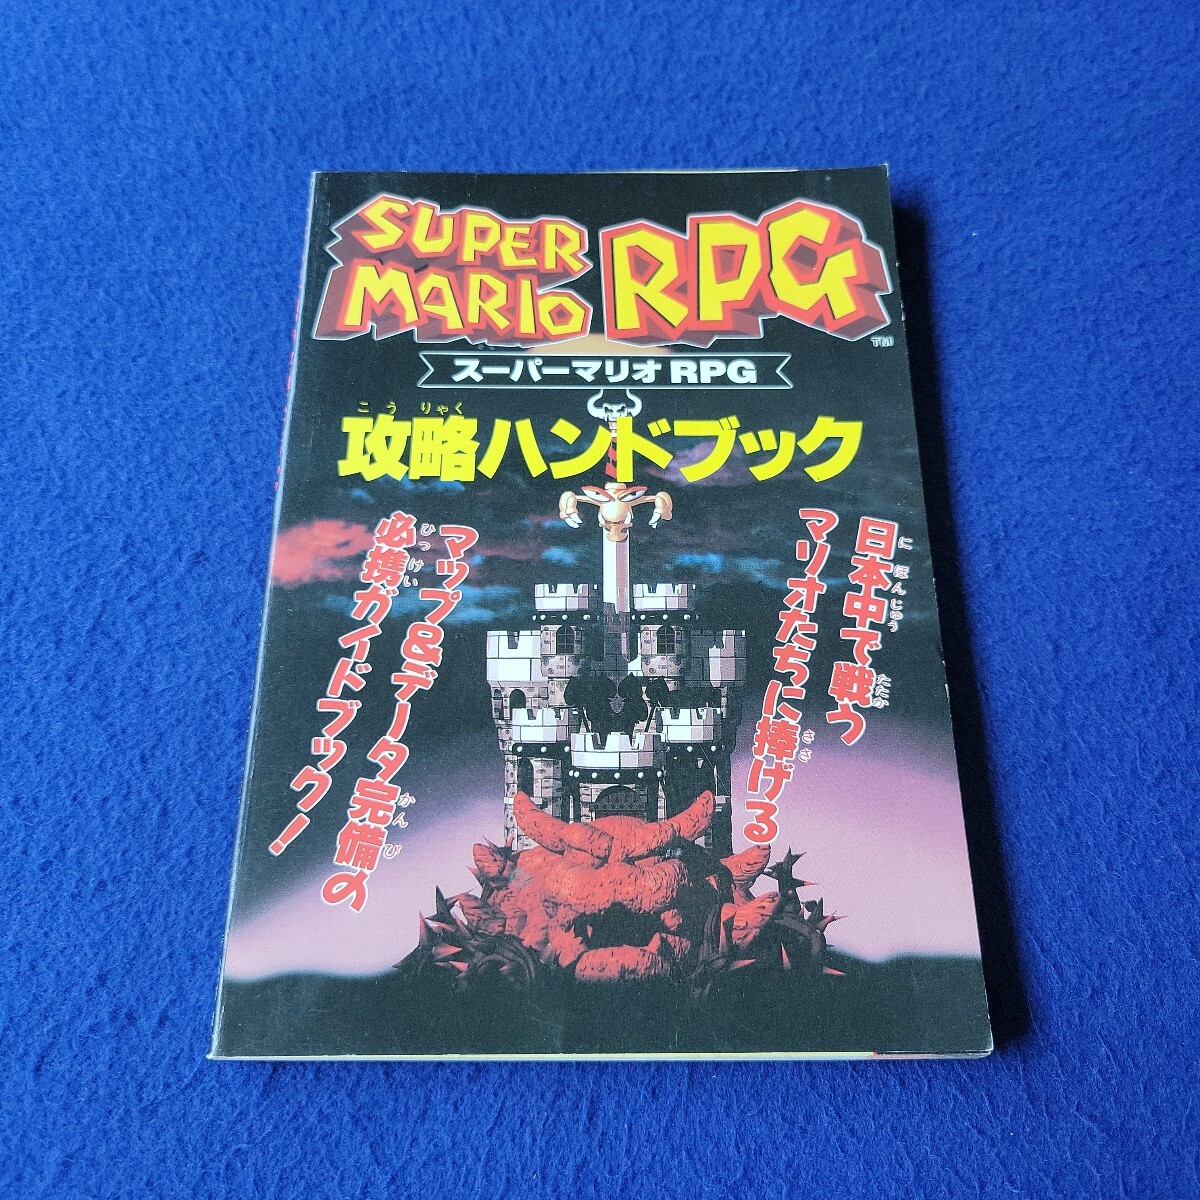 SUPER
MARIO RPG
TM
スーパーマリオ RPG
こうりゃく
攻略ハンドブック
にほんじゅう たたか
日本中で戦う
ささ
マリオたちに捧げる
かんび
マップ&データ完備の
ひっけい
必携ガイドブック!